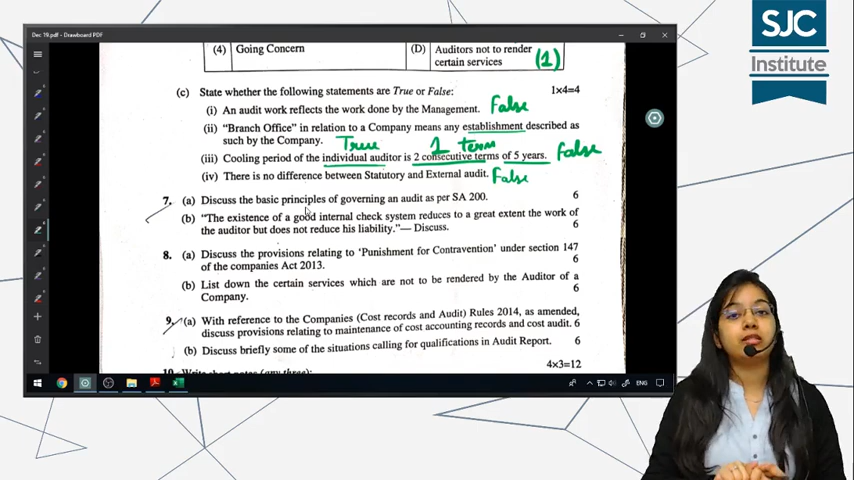 Dec 19.pdf - Drawboard PDF
SJC
Institute
(4) Going Concern (D) Auditors not to render
certain services (1)
(c) State whether the following statements are True or False: 1×4=4
(i) An audit work reflects the work done by the Management. False
(ii) "Branch Office" in relation to a Company means any establishment described as
such by the Company. True 1 term
(iii) Cooling period of the individual auditor is 2 consecutive terms of 5 years. False
(iv) There is no difference between Statutory and External audit. False
7. (a) Discuss the basic principles of governing an audit as per SA 200. 6
(b) "The existence of a good internal check system reduces to a great extent the work of
the auditor but does not reduce his liability."— Discuss. 6
8. (a) Discuss the provisions relating to 'Punishment for Contravention' under section 147
of the companies Act 2013. 6
(b) List down the certain services which are not to be rendered by the Auditor of a
Company. 6
9. (a) With reference to the Companies (Cost records and Audit) Rules 2014, as amended,
discuss provisions relating to maintenance of cost accounting records and cost audit. 6
(b) Discuss briefly some of the situations calling for qualifications in Audit Report. 6
10. Write short notes (any three): 4×3=12
ENG